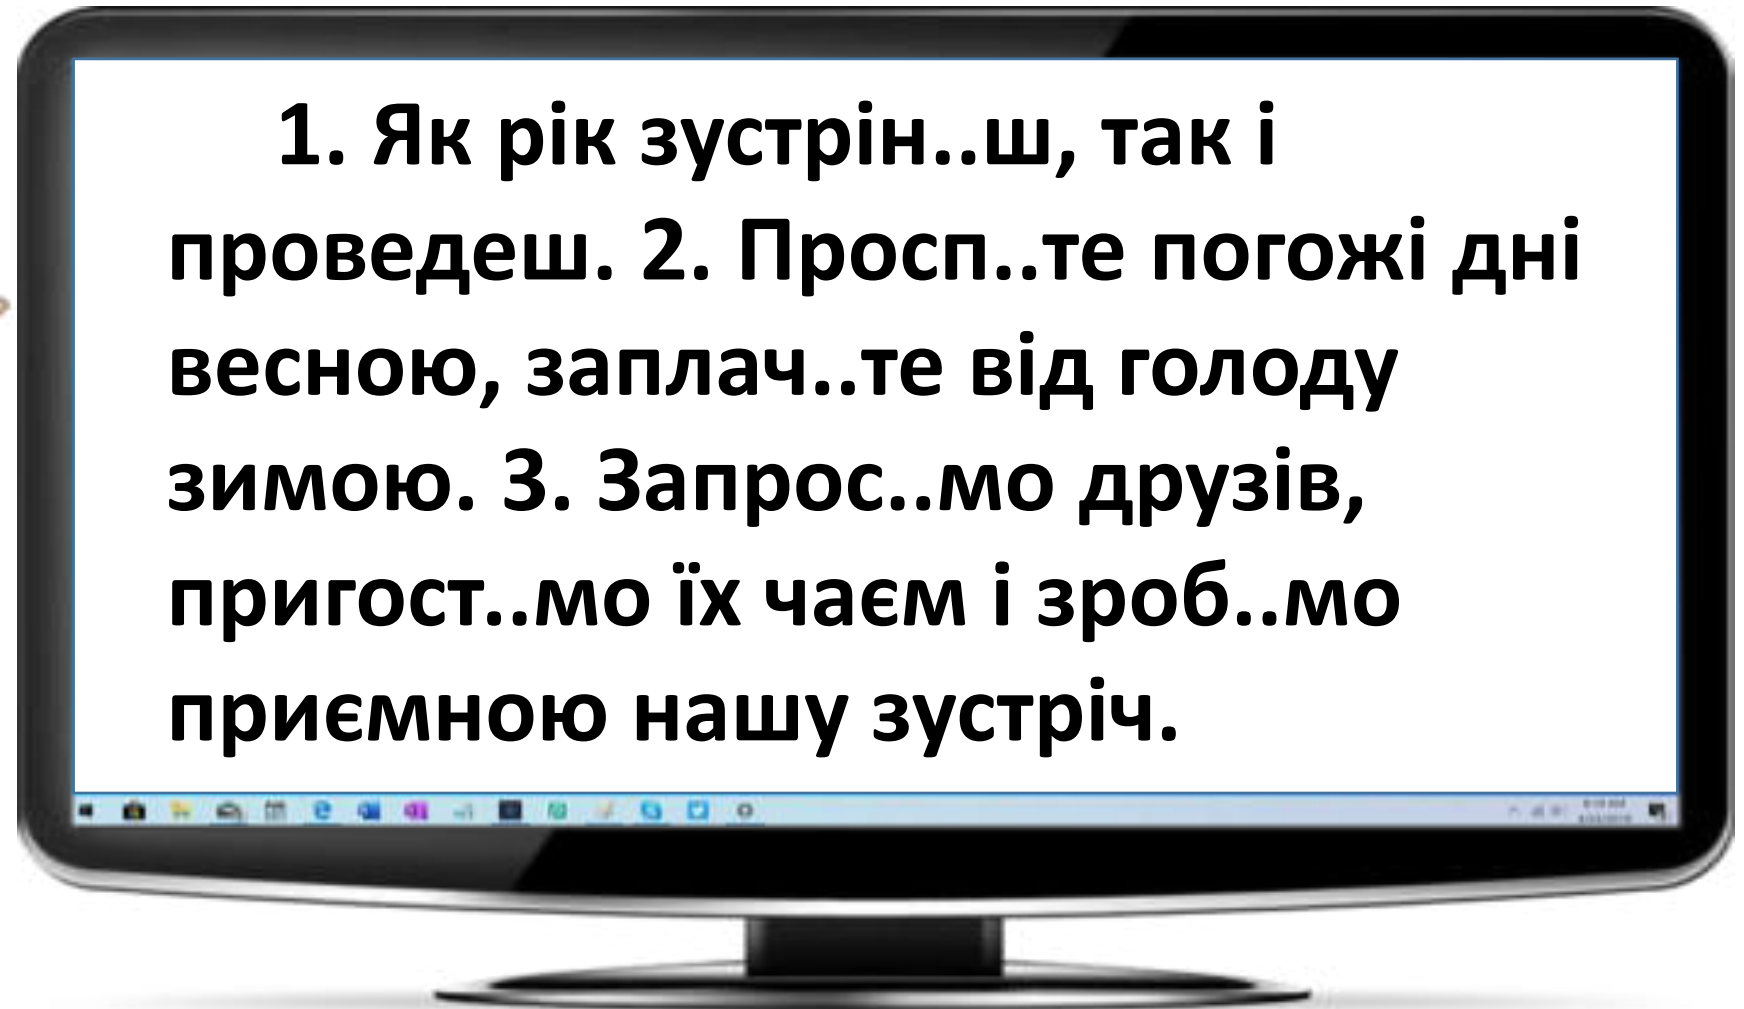 1. Як рік зустрін..ш, так і
проведеш. 2. Просп..те погожі дні
весною, заплач..те від голоду
зимою. 3. Запрос..мо друзів,
пригост..мо їх чаєм і зроб..мо
приємною нашу зустріч.